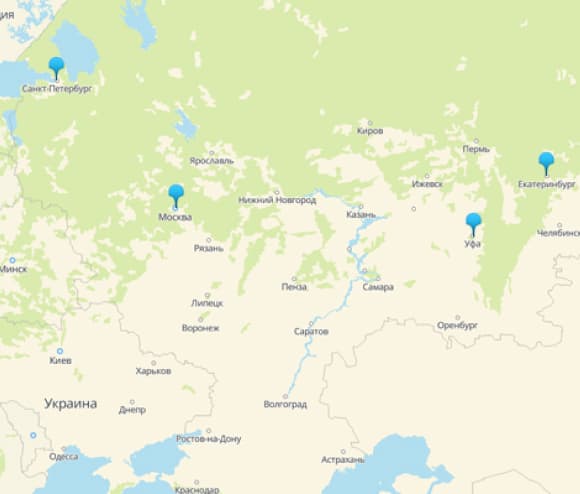 ция
Санкт-Петербург
Киров
Пермь
Ярославль
Екатеринбург
Ижевск
Нижний Новгород
Казань
Москва
Челябинск
Уфа
Рязань
Минск
Пенза
Самара
Липецк
Оренбург
Воронеж
Саратов
Киев
Харьков
Украина
Волгоград
Днепр
Ростов-на-Дону
Одесса
Астрахань
Краснодар